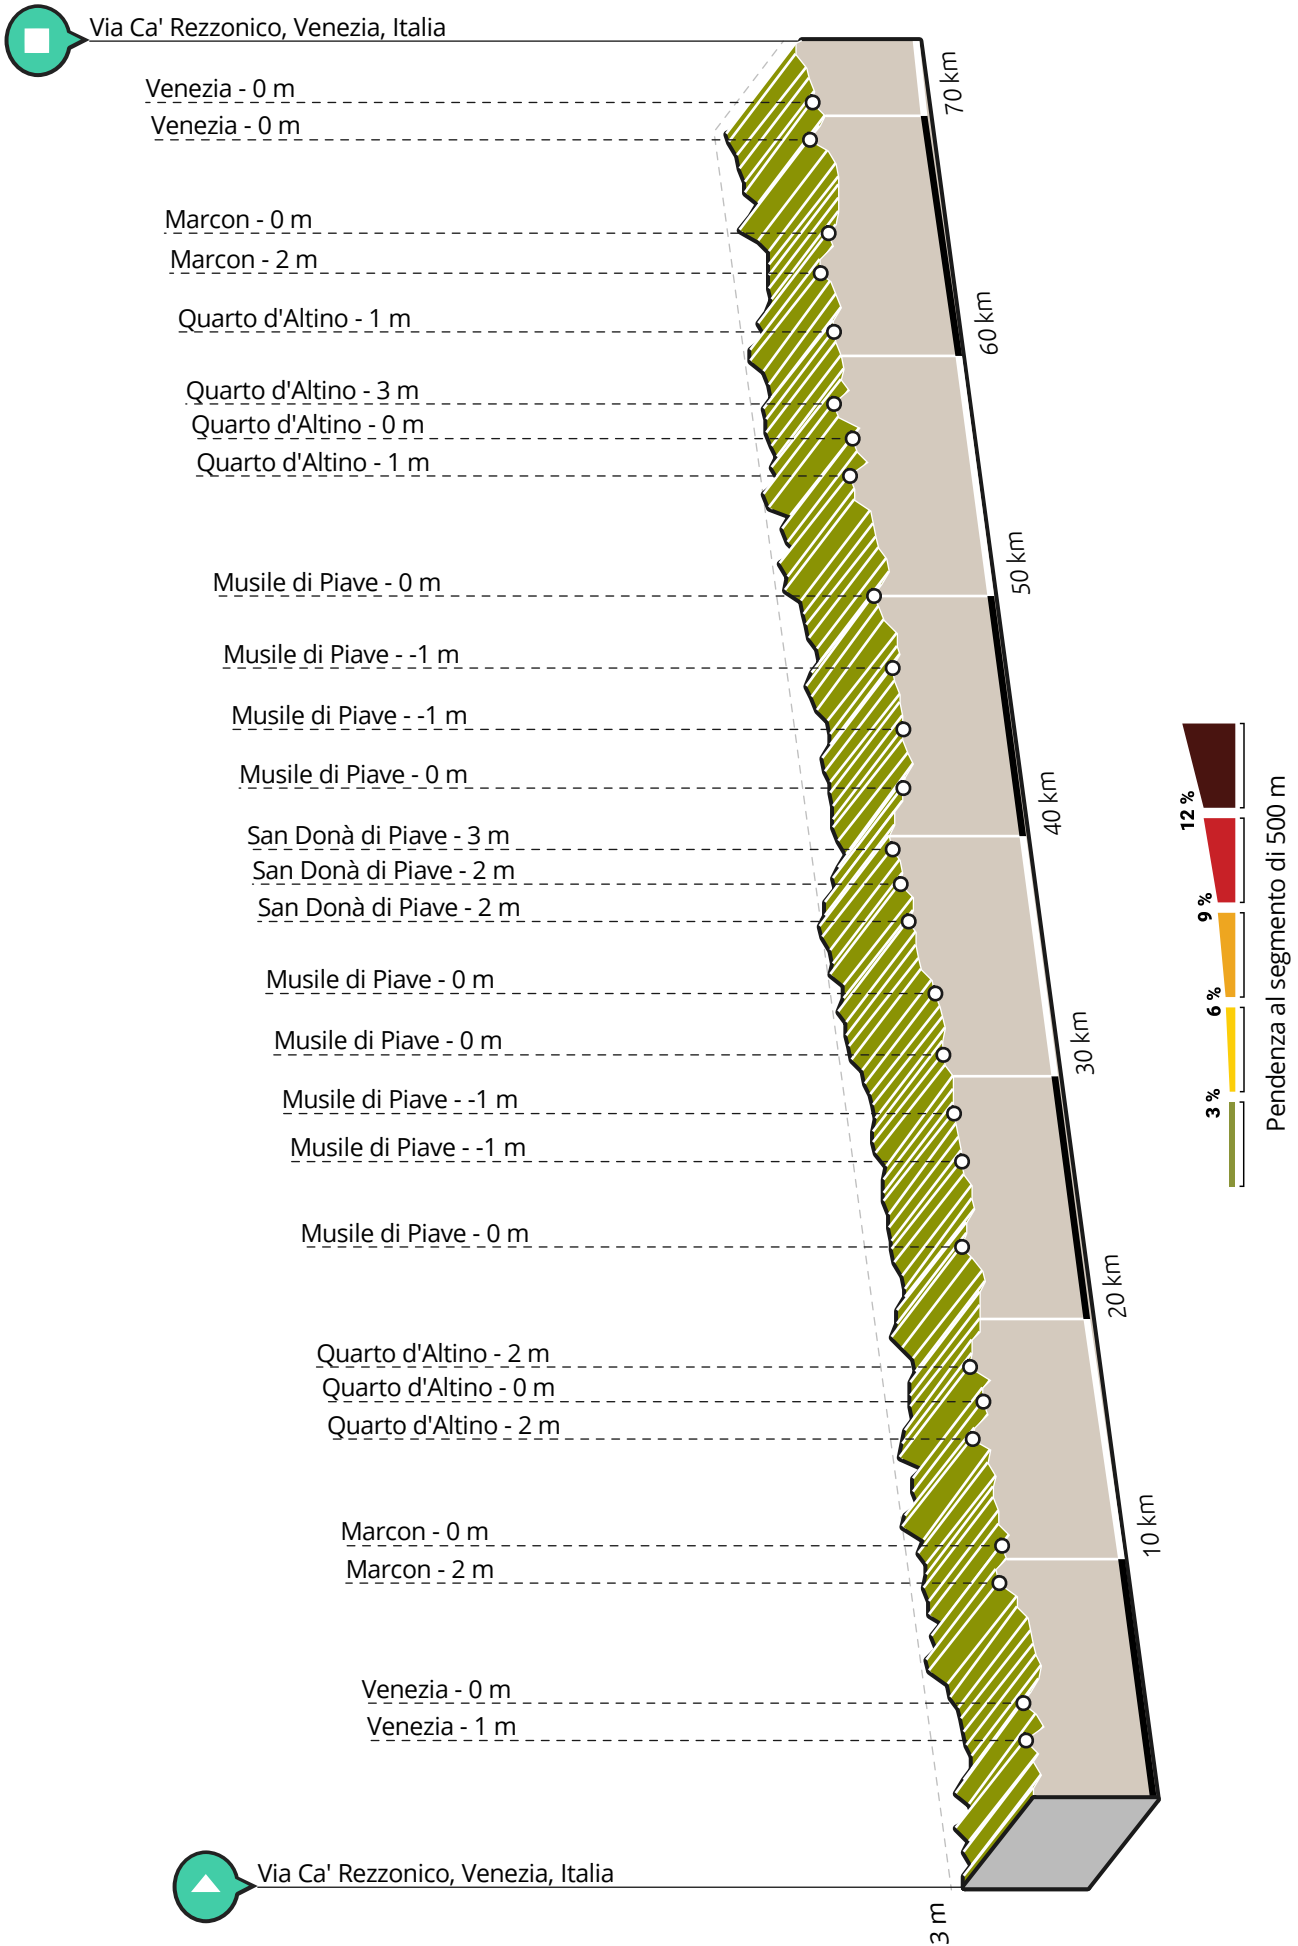 Via Ca' Rezzonico, Venezia, Italia
Venezia - 0 m
Venezia - 0 m
Marcon - 0 m
Marcon - 2 m
Quarto d'Altino - 1 m
Quarto d'Altino - 3 m
Quarto d'Altino - 0 m
Quarto d'Altino - 1 m
Musile di Piave - 0 m
Musile di Piave - -1 m
Musile di Piave - -1 m
Musile di Piave - 0 m
San Donà di Piave - 3 m
San Donà di Piave - 2 m
San Donà di Piave - 2 m
Musile di Piave - 0 m
Musile di Piave - 0 m
Musile di Piave - -1 m
Musile di Piave - -1 m
Musile di Piave - 0 m
Quarto d'Altino - 2 m
Quarto d'Altino - 0 m
Quarto d'Altino - 2 m
Marcon - 0 m
Marcon - 2 m
Venezia - 0 m
Venezia - 1 m
Via Ca' Rezzonico, Venezia, Italia
3 m
70 km
60 km
50 km
40 km
30 km
20 km
10 km
12 %
9 %
6 %
3 %
Pendenza al segmento di 500 m